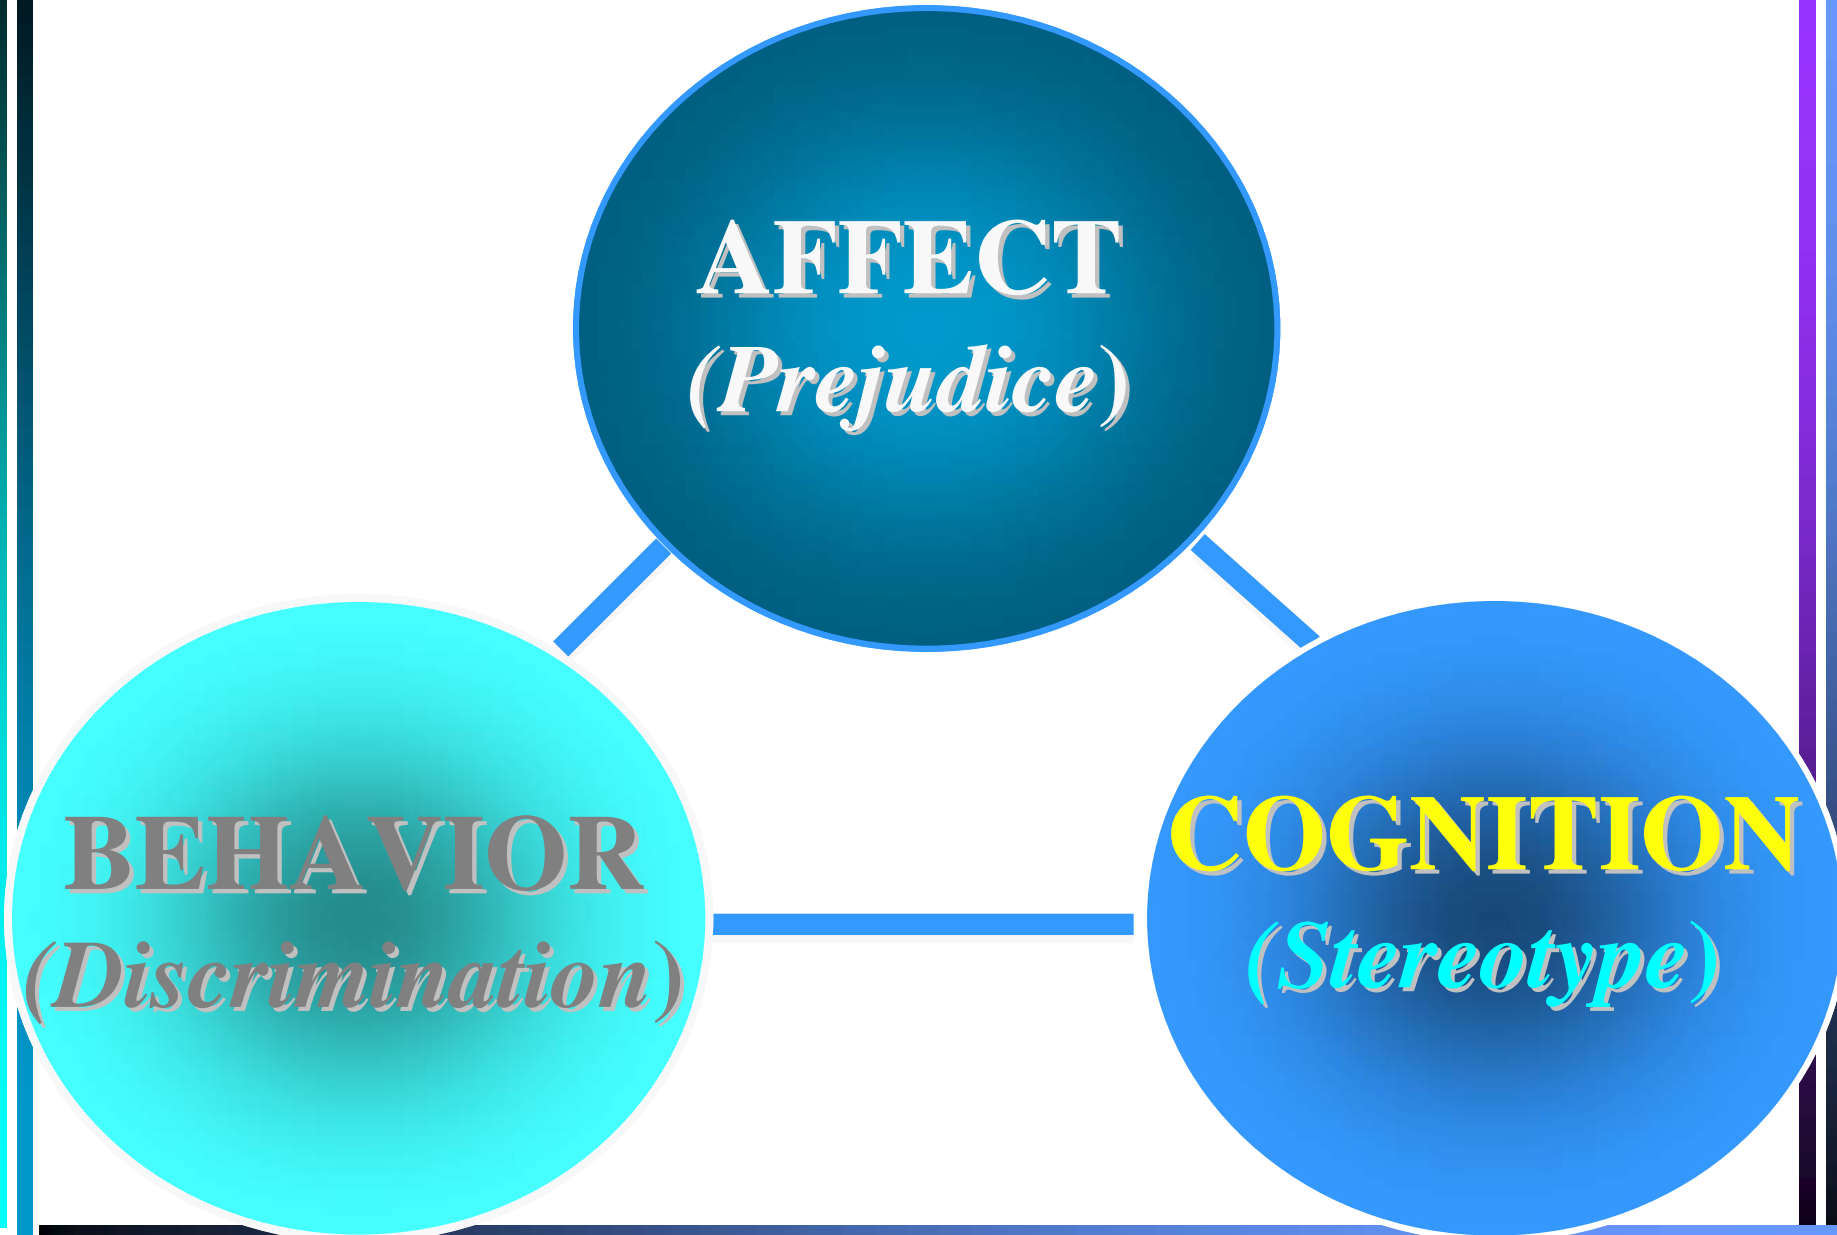 AFFECT
(Prejudice)
BEHAVIOR
(Discrimination)
COGNITION
(Stereotype)